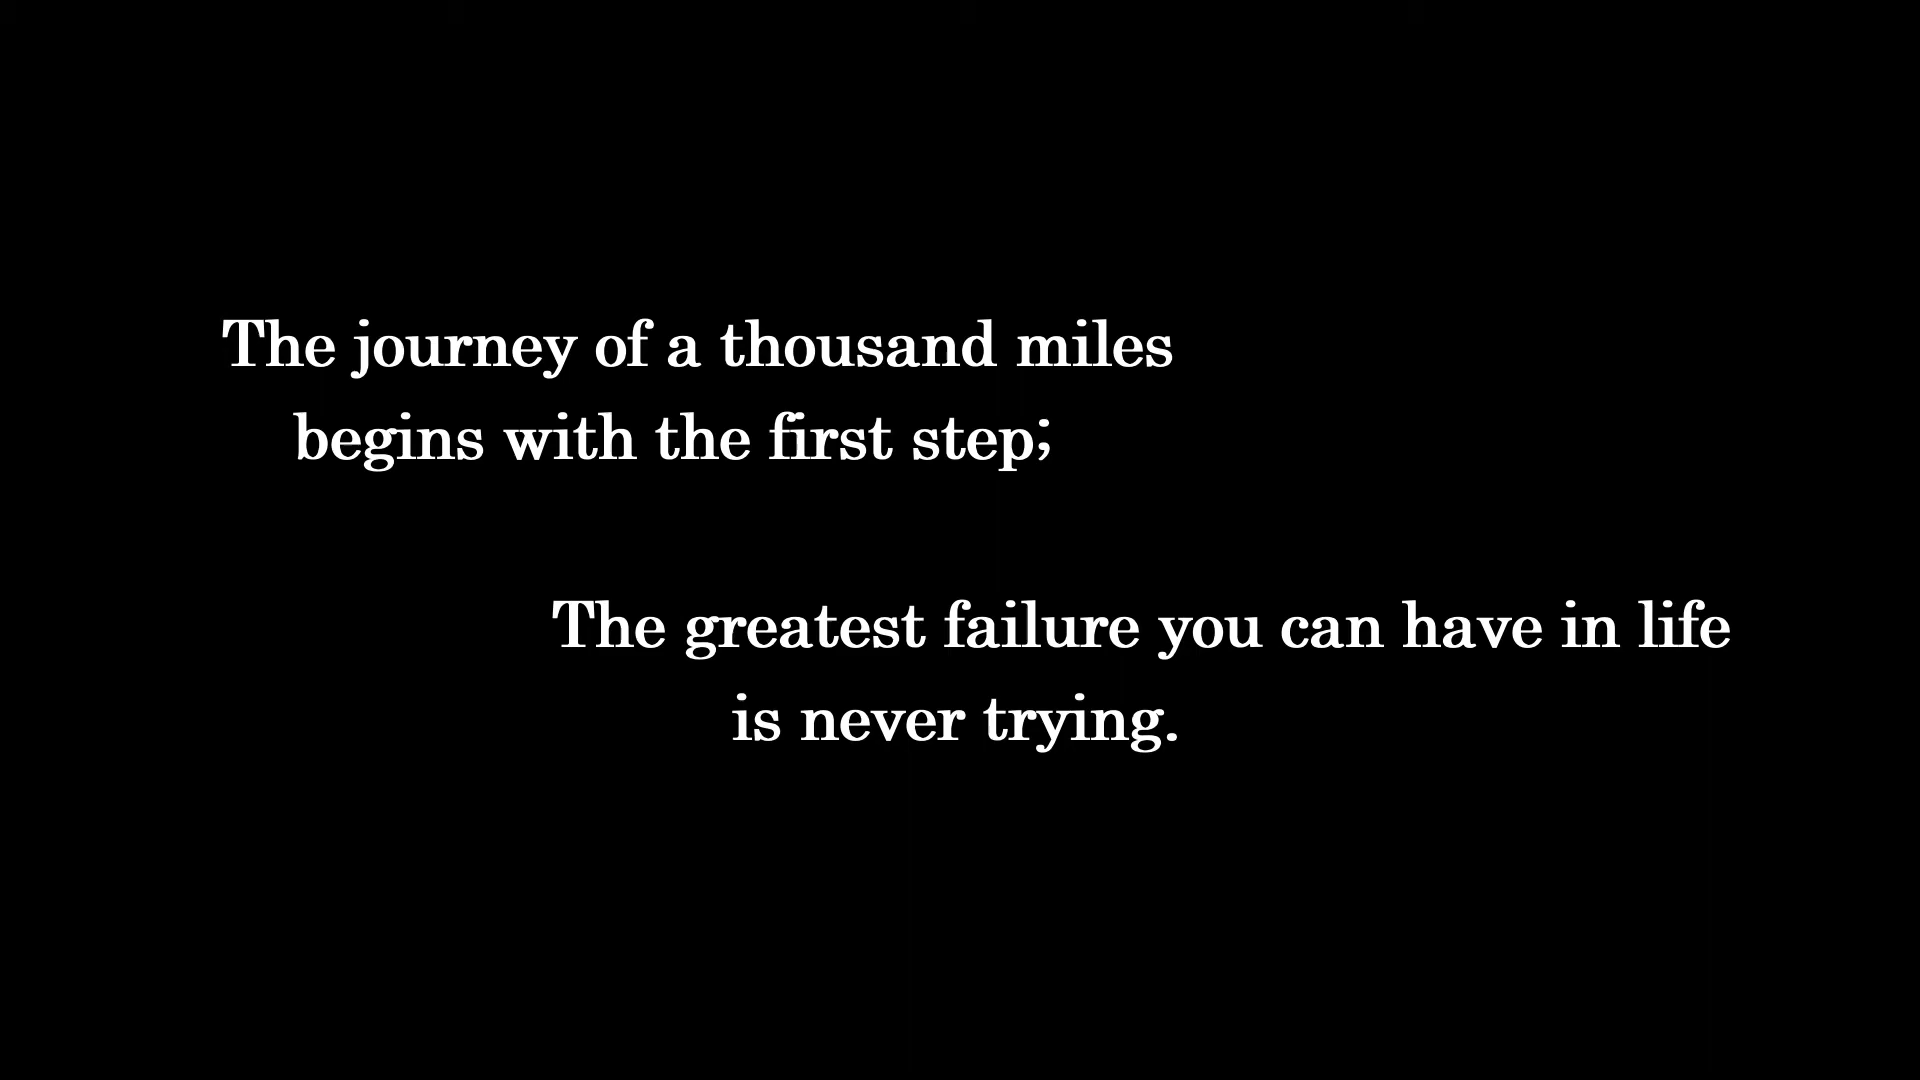 The journey of a thousand miles
begins with the first step;
The greatest failure you can have in life
is never trying.